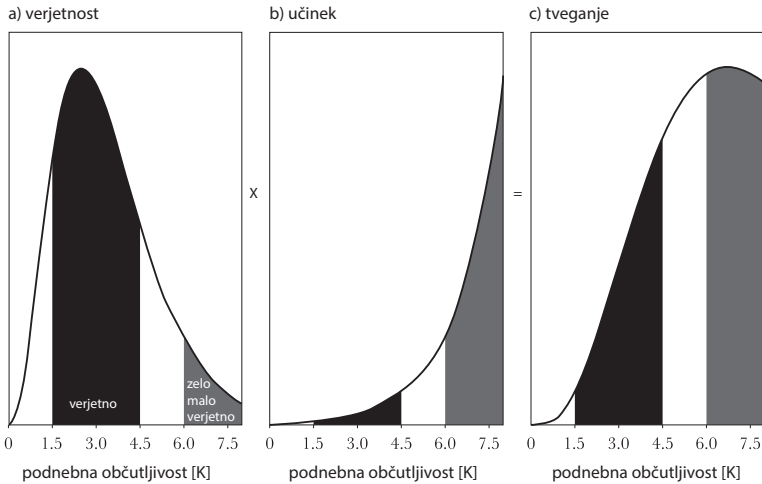 a) verjetnost
b) učinek
c) tveganje
x
=
verjetno
zelo
malo
verjetno
0 1.5 3.0 4.5 6.0 7.5
0 1.5 3.0 4.5 6.0 7.5
0 1.5 3.0 4.5 6.0 7.5
podnebna občutljivost [K]
podnebna občutljivost [K]
podnebna občutljivost [K]